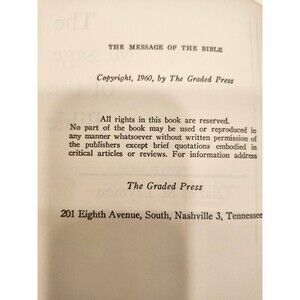 THE MESSAGE OF THE BIBLE
Copyright, 1960, by The Graded Press
All rights in this book are reserved.
No part of the book may be used or reproduced in
any manner whatsoever without written permission of
the publishers except brief quotations embodied in
critical articles or reviews. For information address
The Graded Press
201 Eighth Avenue, South, Nashville 3, Tennessee